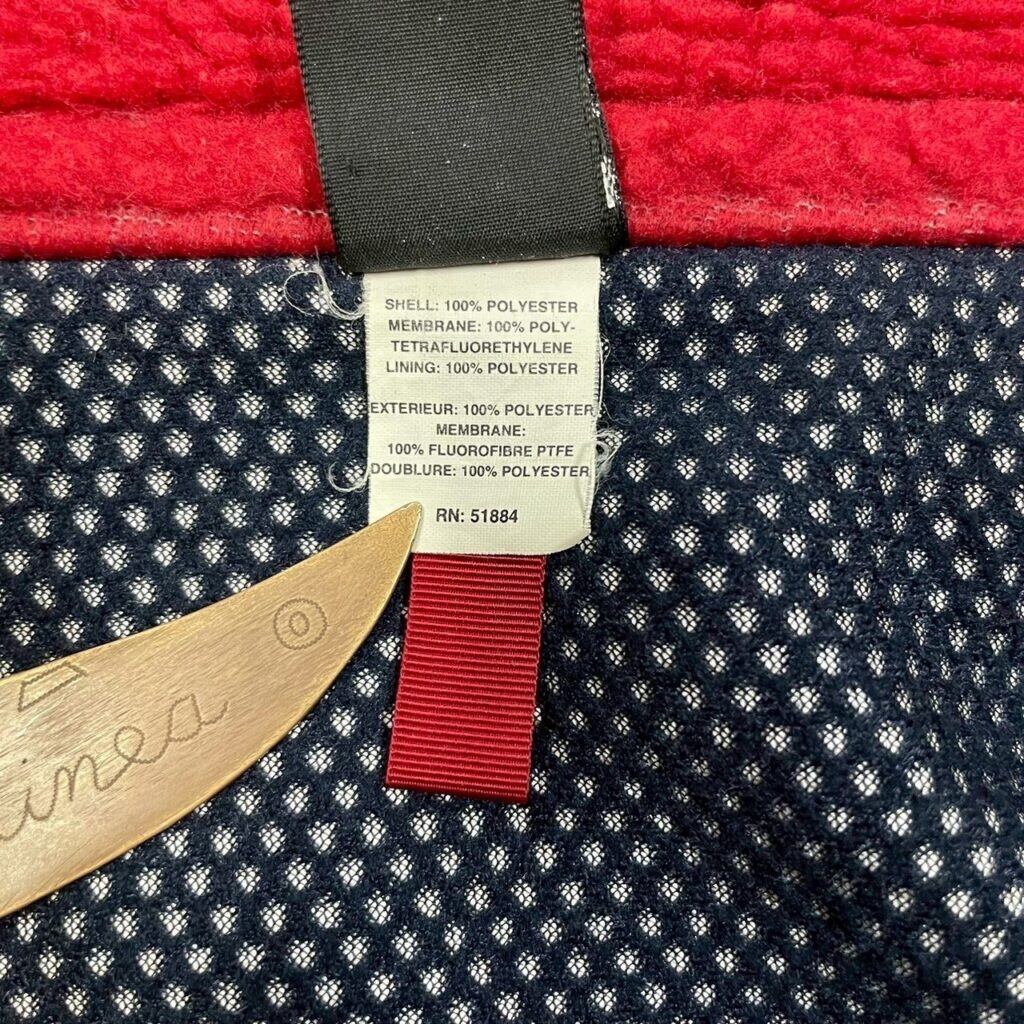 SHELL: 100% POLYESTER
MEMBRANE: 100% POLY-
TETRAFLUORETHYLENE
LINING: 100% POLYESTER
EXTERIEUR: 100% POLYESTER
MEMBRANE:
100% FLUOROFIBRE PTFE
DOUBLURE: 100% POLYESTER
RN: 51884